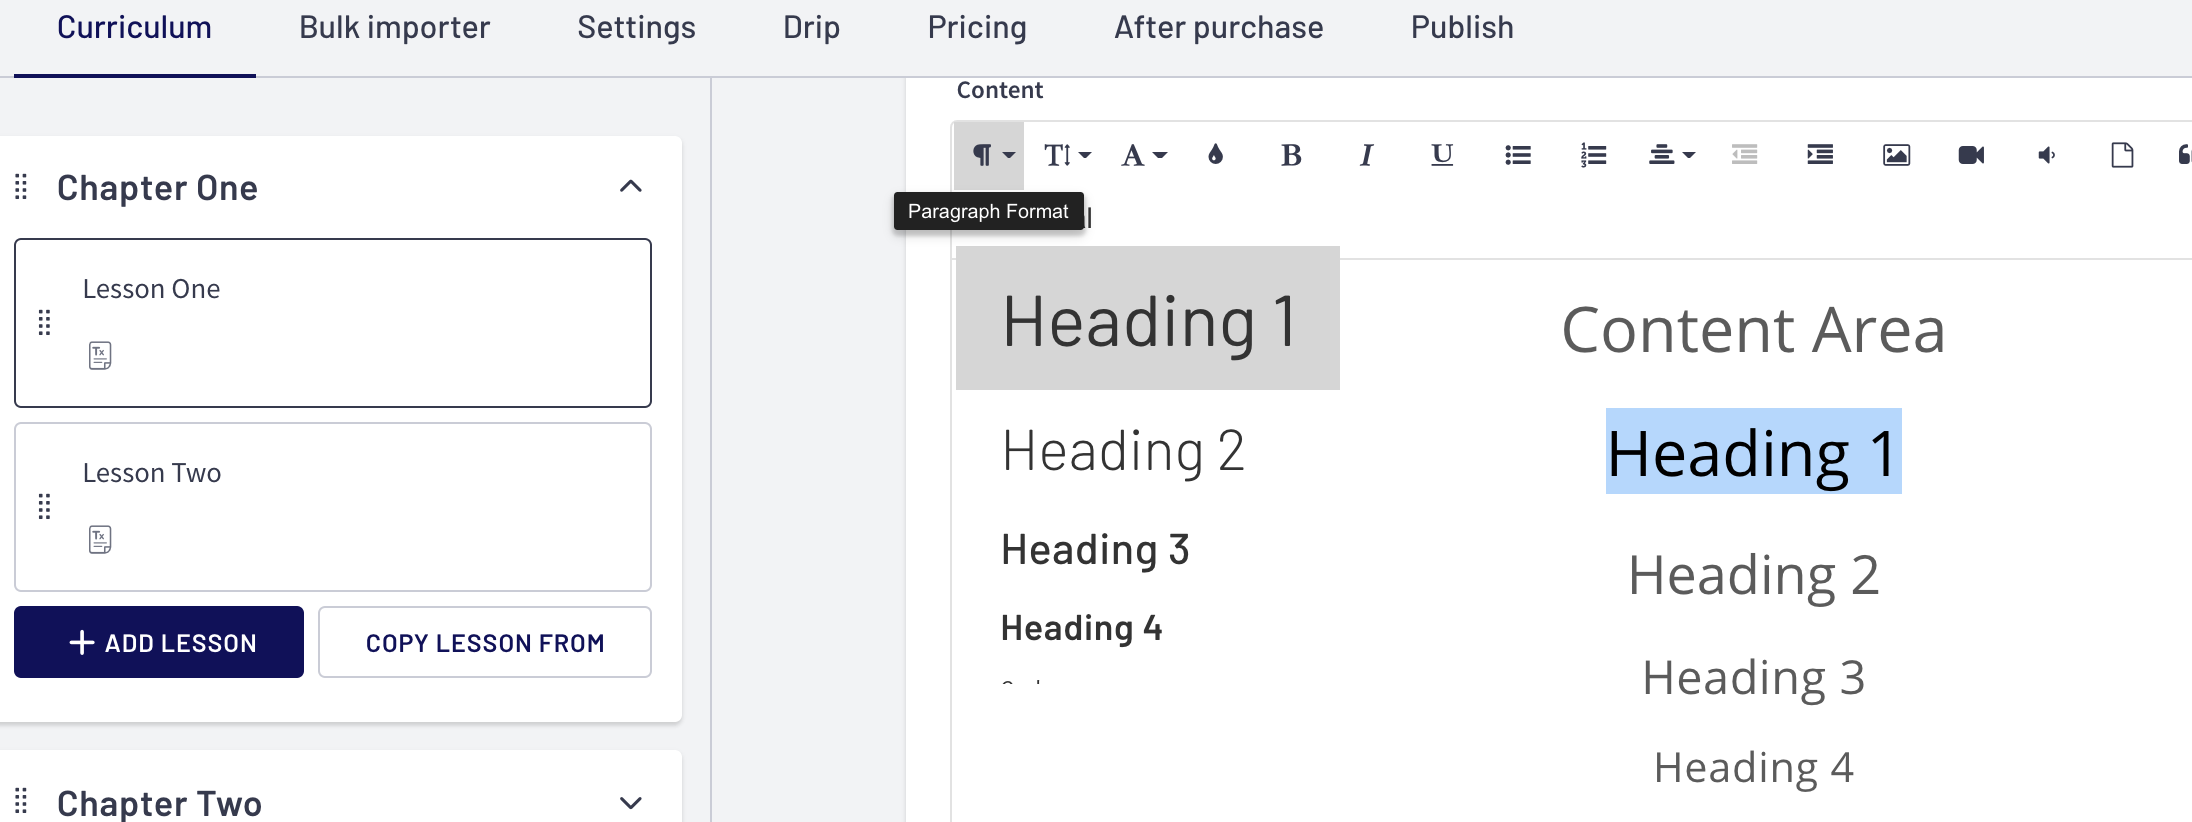 Curriculum Bulk importer Settings Drip Pricing After purchase Publish
Chapter One
Lesson One
Lesson Two
ADD LESSON COPY LESSON FROM
Chapter Two
Content
B I U
Paragraph Format
Heading 1
Heading 2
Heading 3
Heading 4
Content Area
Heading 1
Heading 2
Heading 3
Heading 4